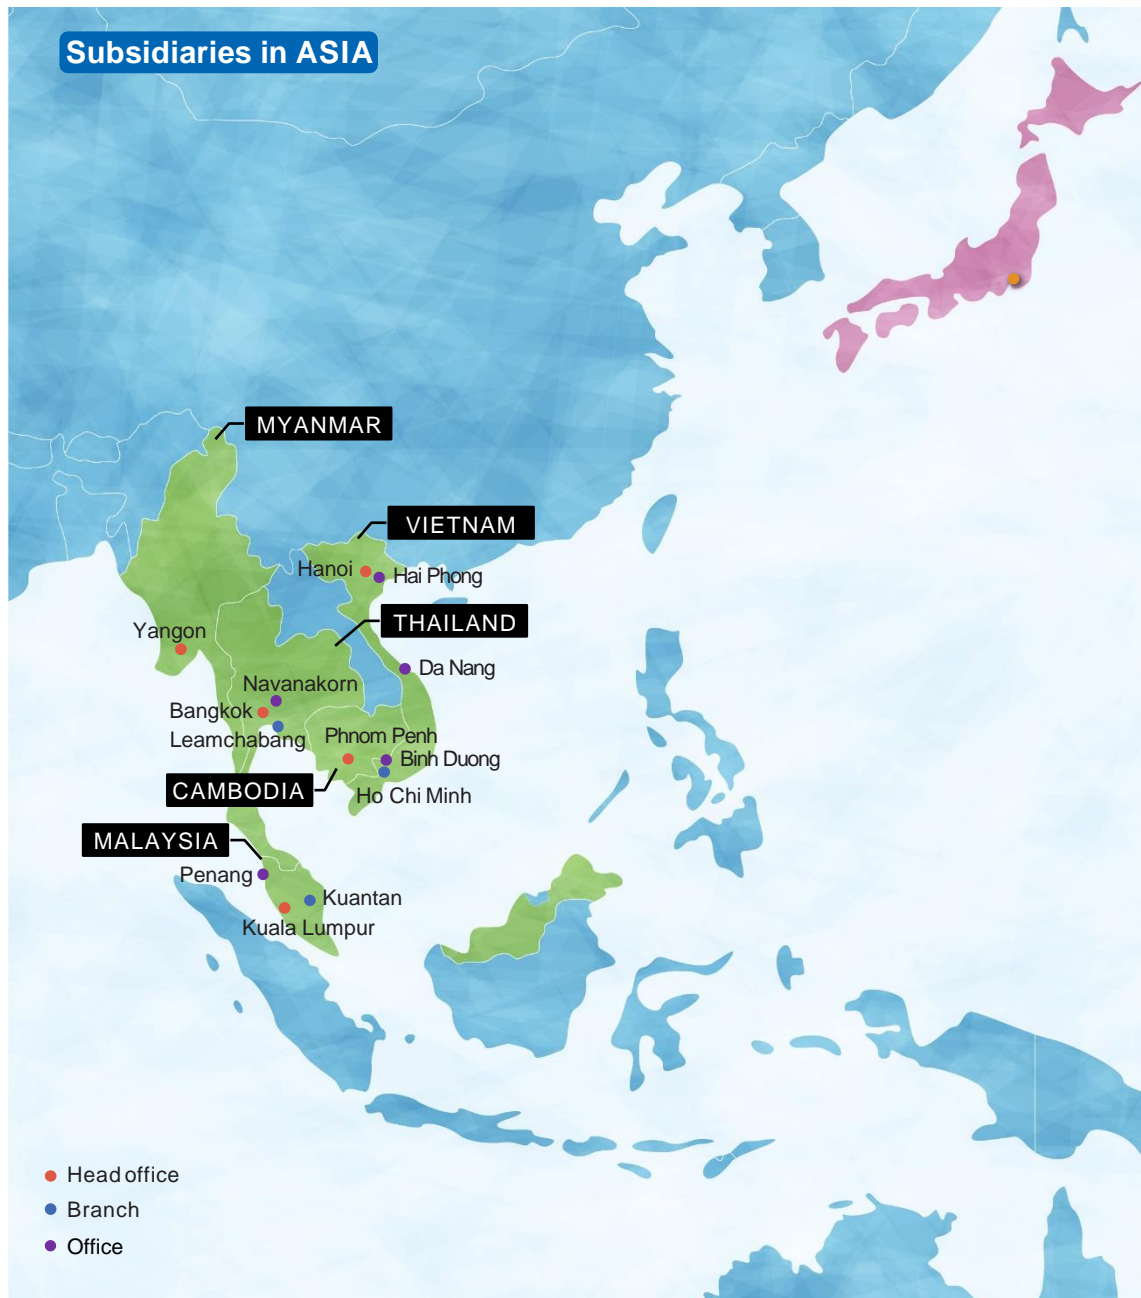 Subsidiaries in ASIA
MYANMAR
VIETNAM
Hanoi
Hai Phong
THAILAND
Yangon
Da Nang
Navanakorn
Bangkok
Leamchabang
Phnom Penh
Binh Duong
CAMBODIA
Ho Chi Minh
MALAYSIA
Penang
Kuantan
Kuala Lumpur
Head office
Branch
Office